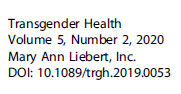 Transgender Health
Volume 5, Number 2, 2020
Mary Ann Liebert, Inc.
DOI: 10.1089/trgh.2019.0053